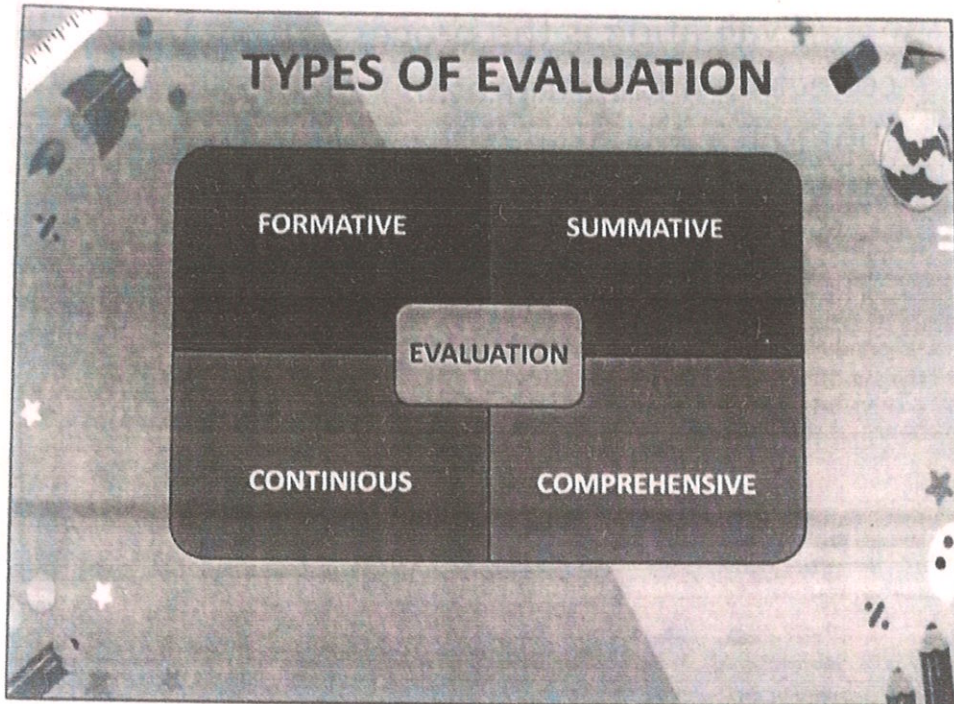 TYPES OF EVALUATION
FORMATIVE
SUMMATIVE
EVALUATION
CONTINIOUS
COMPREHENSIVE